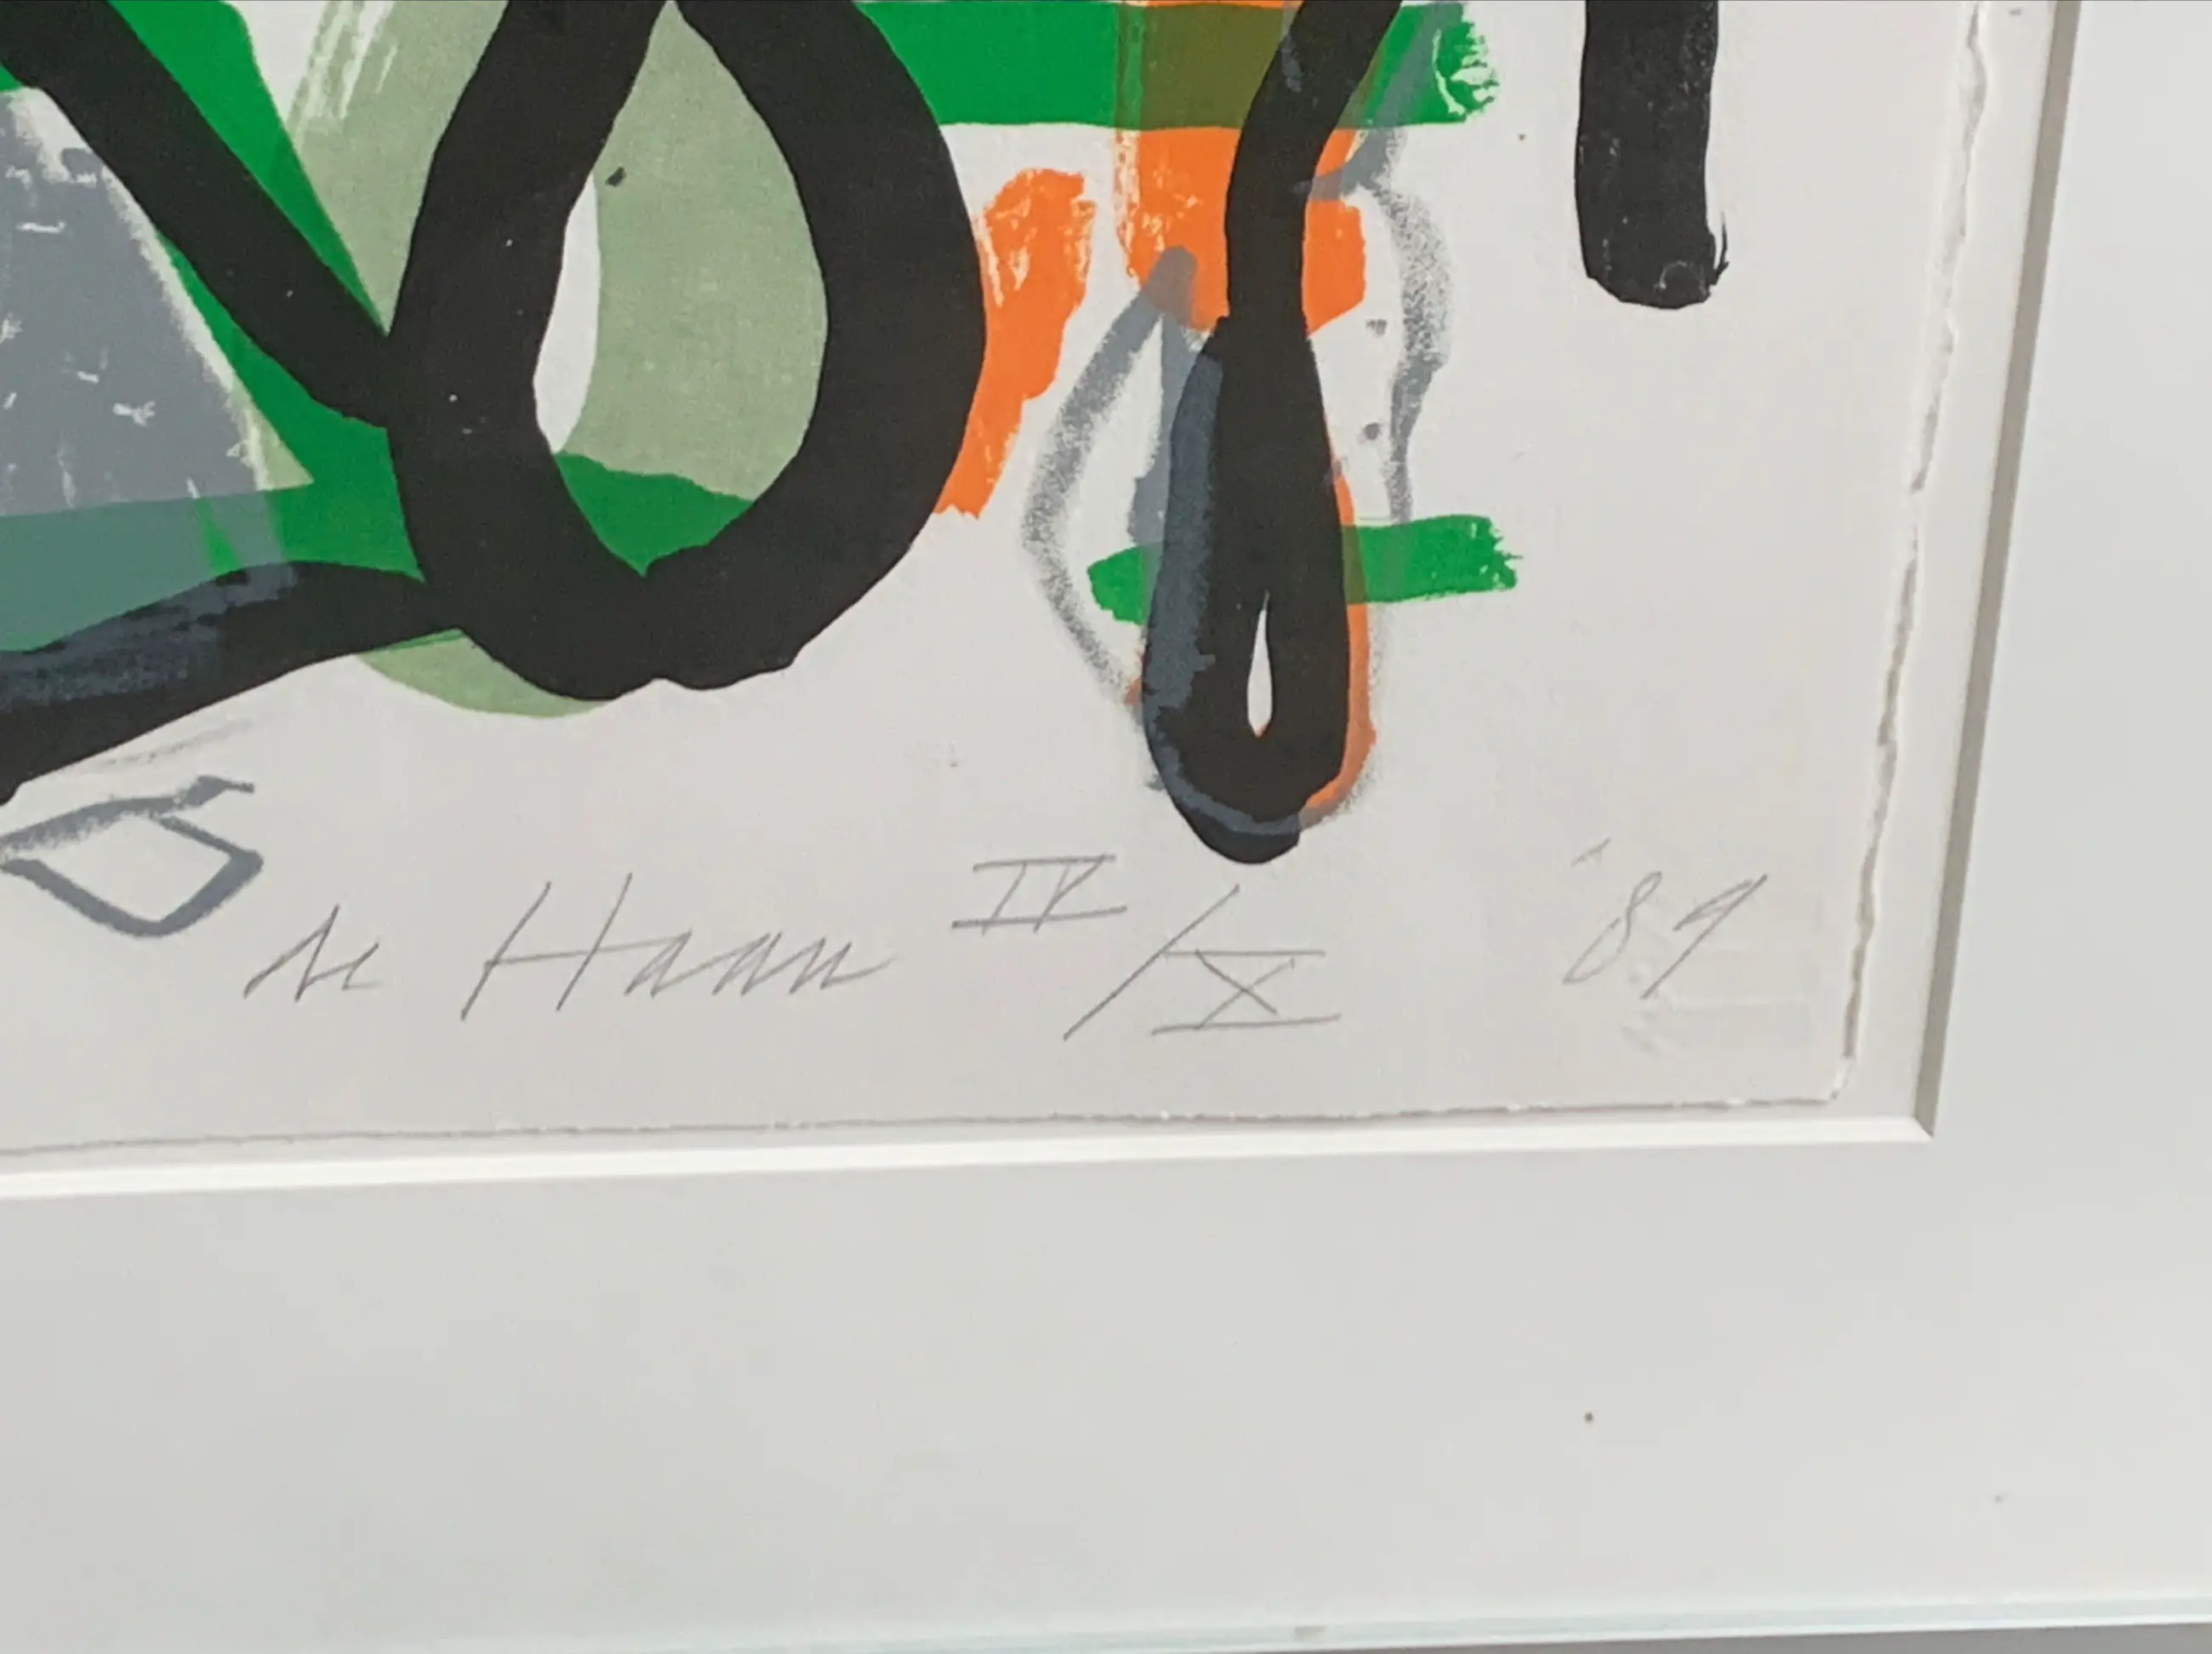 de Haan IV/X '89